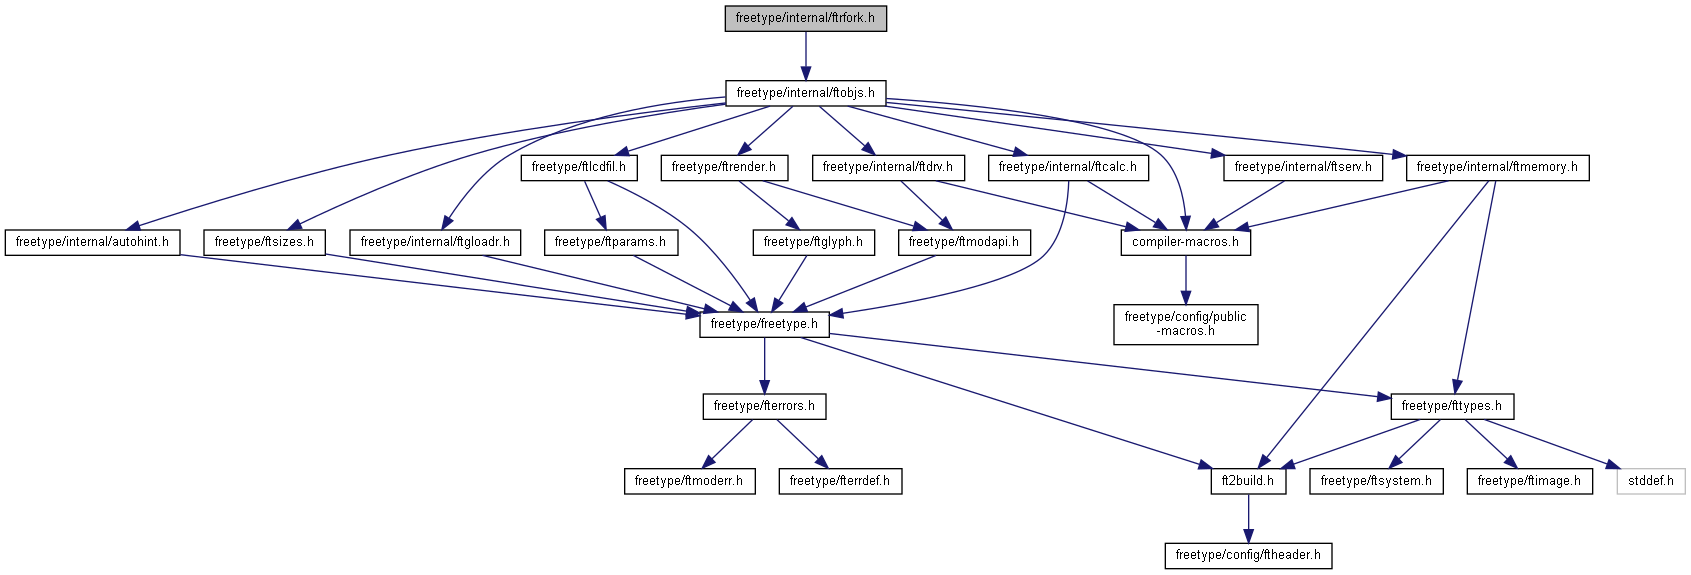 freetype/internal/ftrfork.h
freetype/internal/ftobjs.h
freetype/ftlcdfil.h
freetype/ftrender.h
freetype/internal/ftdrv.h
freetype/internal/ftcalc.h
freetype/internal/ftserv.h
freetype/internal/ftmemory.h
freetype/internal/autohint.h
freetype/ftsizes.h
freetype/internal/ftgloadr.h
freetype/ftparams.h
freetype/ftglyph.h
freetype/ftmodapi.h
compiler-macros.h
freetype/config/public
-macros.h
freetype/freetype.h
freetype/fterrors.h
freetype/fttypes.h
freetype/ftmoderr.h
freetype/fterrdef.h
ft2build.h
freetype/ftsystem.h
freetype/ftimage.h
stddef.h
freetype/config/ftheader.h